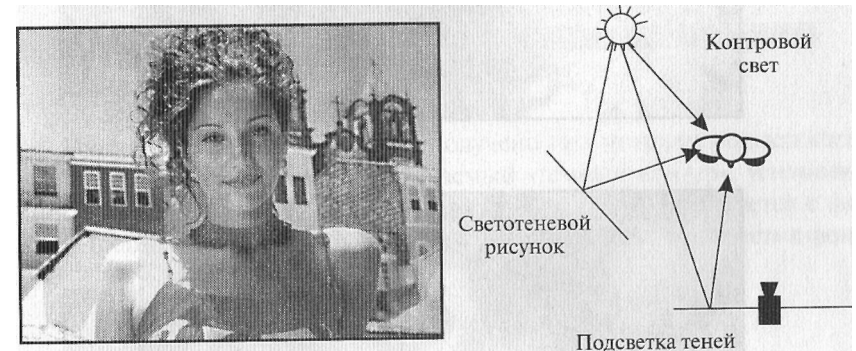 Контровой
свет
Светотеневой
рисунок
Подсветка теней